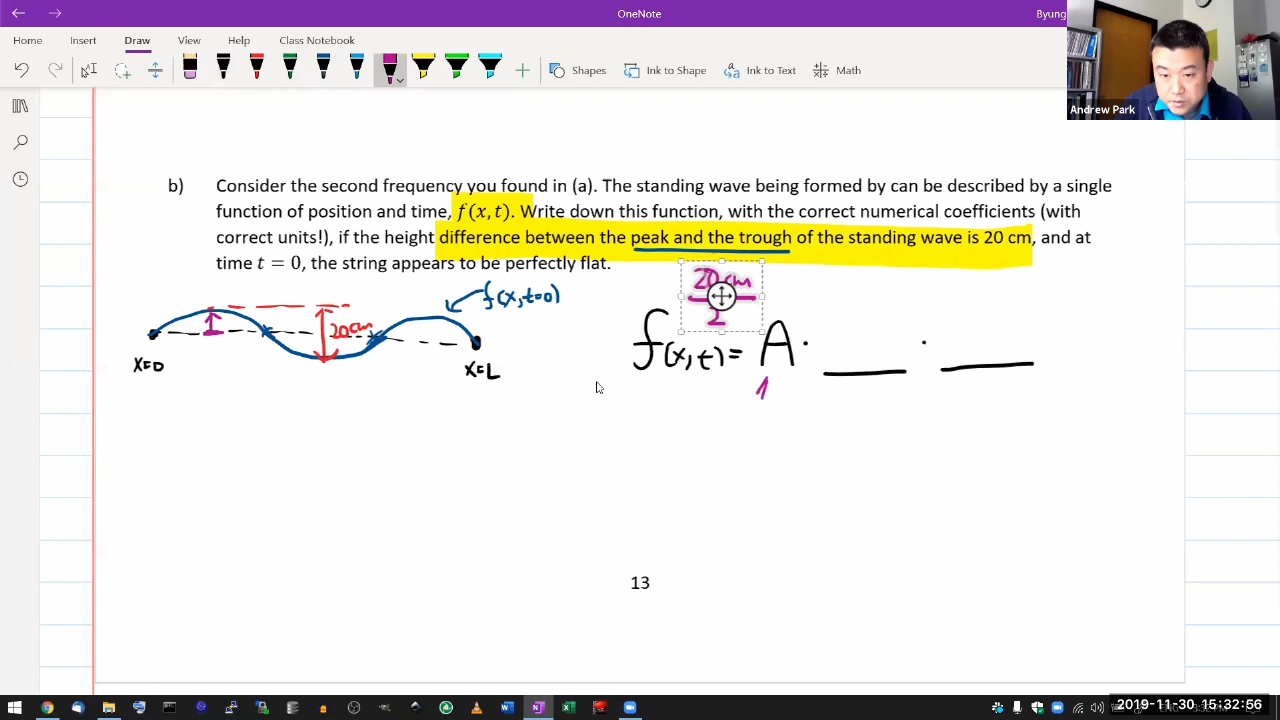 OneNote
Byung
Home Insert Draw View Help Class Notebook
Shapes Ink to Shape Ink to Text Math
Andrew Park
b) Consider the second frequency you found in (a). The standing wave being formed by can be described by a single
function of position and time, f(x, t). Write down this function, with the correct numerical coefficients (with
correct units!), if the height difference between the peak and the trough of the standing wave is 20 cm, and at
time t = 0, the string appears to be perfectly flat.
20cm
2
f(x, t=0)
20cm
f(x, t) = A · ____ · ____
x=0
x=L
13
2019-11-30 15:32:56